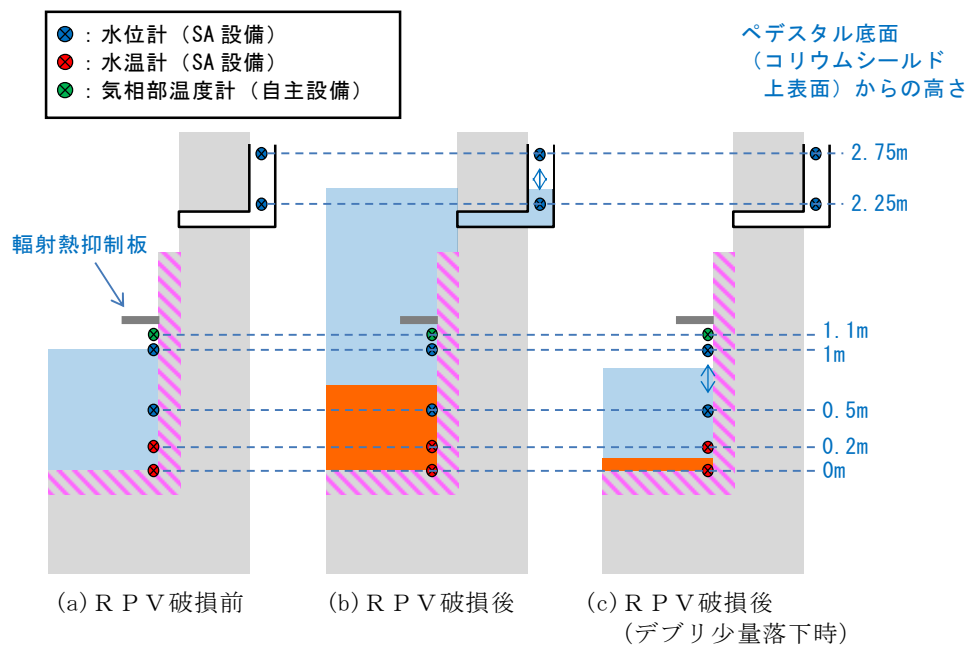 ：水位計（SA設備）
：水温計（SA設備）
：気相部温度計（自主設備）
ペデスタル底面
（コリウムシールド
上表面）からの高さ
2.75m
2.25m
輻射熱抑制板
1.1m
1m
0.5m
0.2m
0m
(a)ＲＰＶ破損前
(b)ＲＰＶ破損後
(c)ＲＰＶ破損後
（デブリ少量落下時）